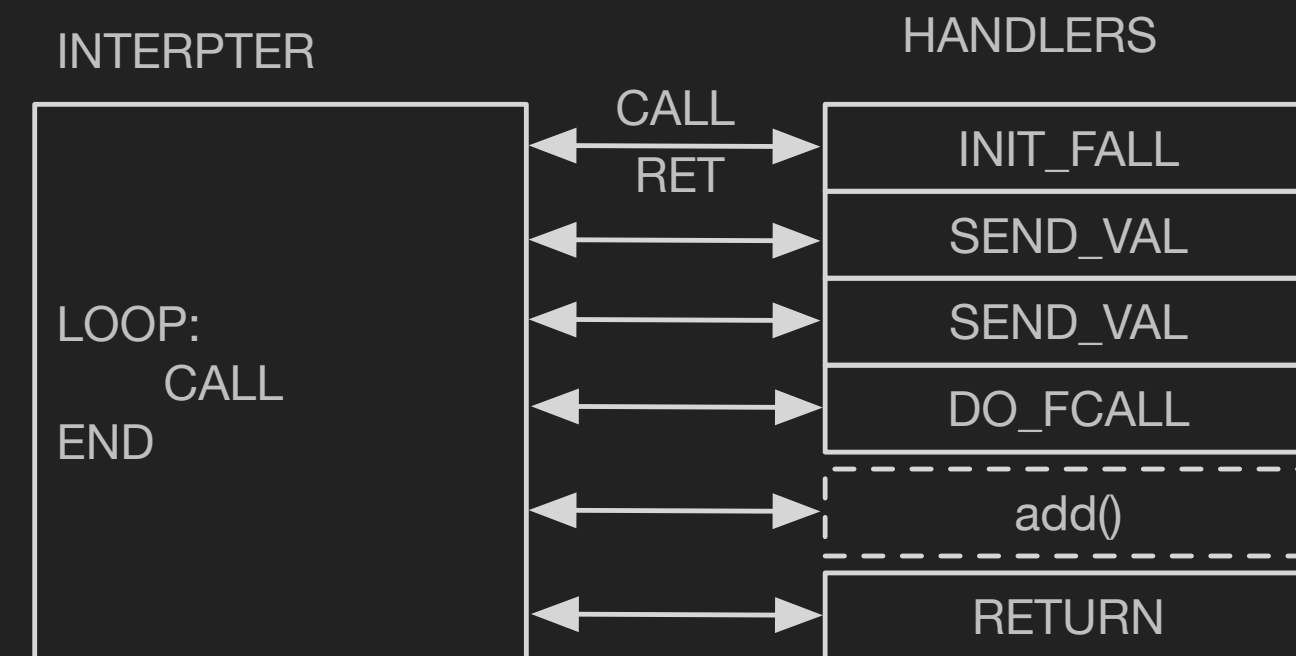 INTERPTER
HANDLERS
CALL
RET
LOOP:
CALL
END
INIT_FALL
SEND_VAL
SEND_VAL
DO_FCALL
add()
RETURN